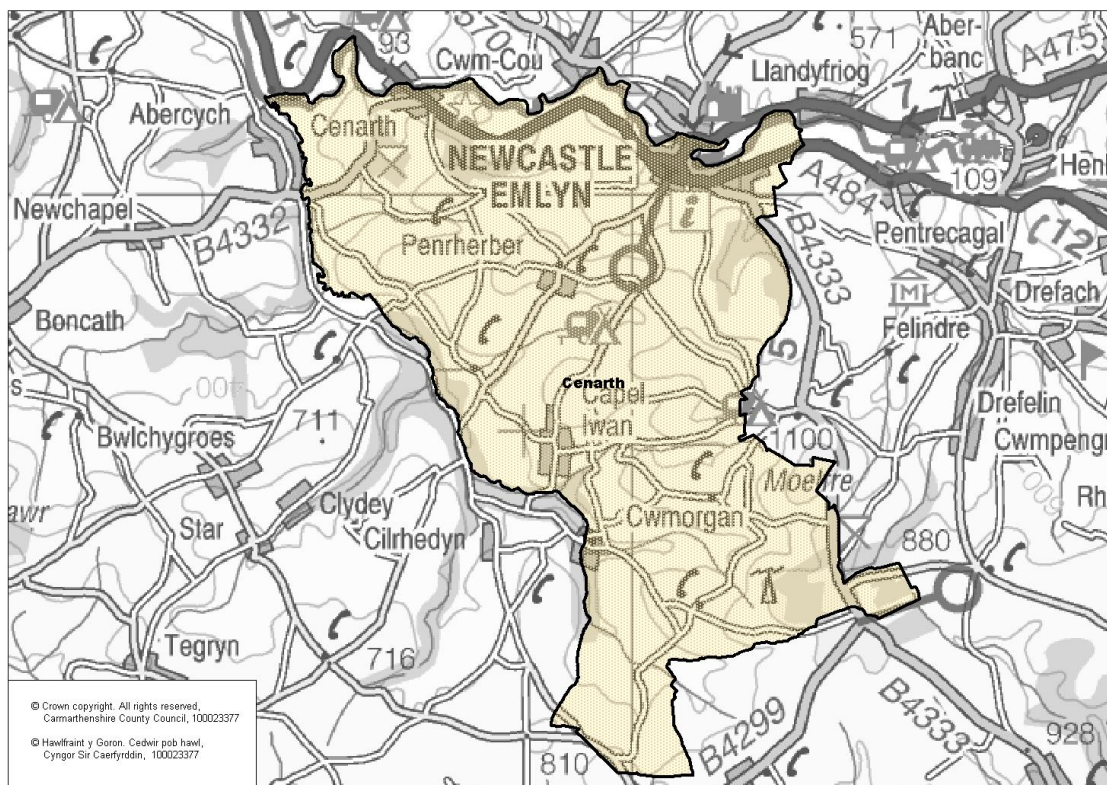 93
Cwm-Cou
571
Aber-
banc
A475
Llandyfriog
Abercych
Cenarth
7
NEWCASTLE
EMLYN
i
109
A484
Newchapel
B4332
Penrherber
B4333
Pentrecagal
M
Drefach
Boncath
Felindre
5
Cenarth
Capel
Iwan
Drefelin
711
Bwlchygroes
1100
Cwmpengr
Moelfre
Clydey
Cwmorgan
Star
Cilrhedyn
880
Tegryn
716
B4299
B4333
928
810
© Crown copyright. All rights reserved,
Carmarthenshire County Council, 100023377
© Hawlfraint y Goron. Cedwir pob hawl,
Cyngor Sir Caerfyrddin, 100023377